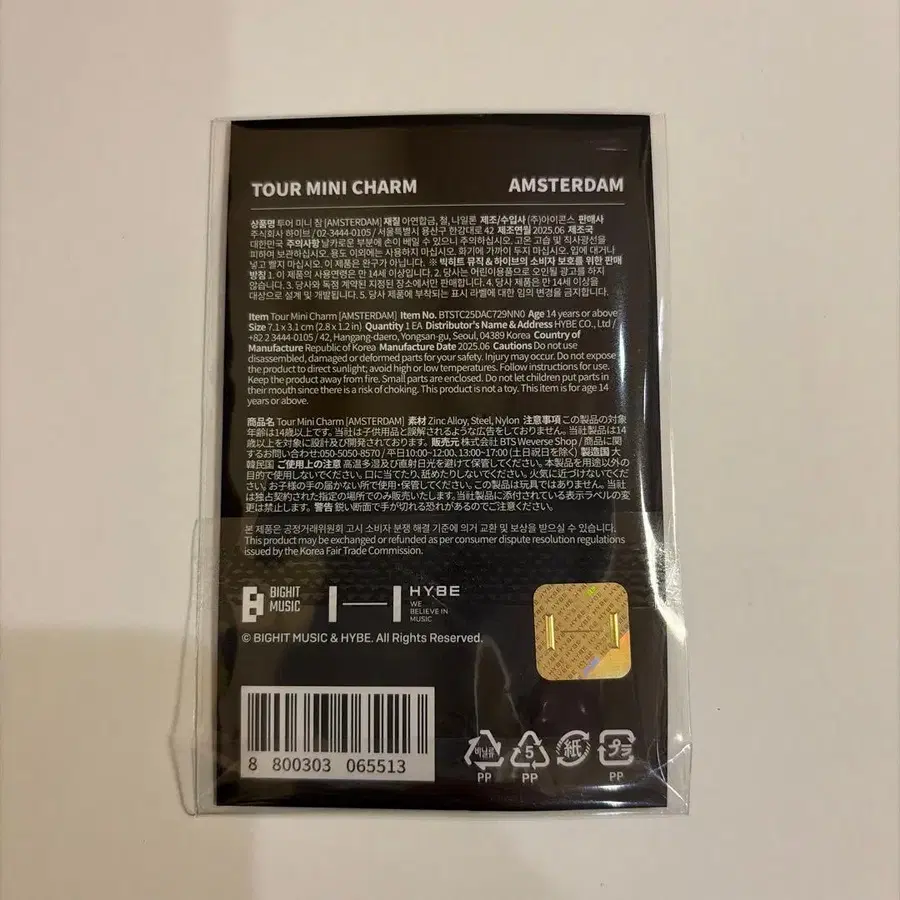 TOUR MINI CHARM AMSTERDAM
상품명 투어 미니 참 [AMSTERDAM] 재질 아연합금, 철, 나일론 제조/수입사 (주)아이콘스 판매사
주식회사 하이브 / 02-3444-0105 / 서울특별시 용산구 한강대로 42 제조연월 2025.06 제조국
대한민국 주의사항 날카로운 부분에 손이 베일 수 있으니 주의하십시오. 고온 고습 및 직사광선을
피하여 보관하십시오. 용도 이외에는 사용하지 마십시오. 화기에 가까이 두지 마십시오. 입에 대거나
넣고 빨지 마십시오. 이 제품은 완구가 아닙니다. ※ 빅히트 뮤직 & 하이브의 소비자 보호를 위한 판매
방침 1. 이 제품의 사용연령은 만 14세 이상입니다. 2. 당사는 어린이용품으로 오인될 광고를 하지
않습니다. 3. 당사와 독점 계약된 지정된 장소에서만 판매합니다. 4. 당사 제품은 만 14세 이상을
대상으로 설계 및 개발됩니다. 5. 당사 제품에 부착되는 표시 라벨에 대한 임의 변경을 금지합니다.
Item Tour Mini Charm [AMSTERDAM] Item No. BTSTC25DAC729NN0 Age 14 years or above
Size 7.1 x 3.1 cm (2.8 x 1.2 in) Quantity 1 EA Distributor's Name & Address HYBE CO., Ltd /
+82 2 3444-0105 / 42, Hangang-daero, Yongsan-gu, Seoul, 04389 Korea Country of
Manufacture Republic of Korea Manufacture Date 2025.06 Cautions Do not use
disassembled, damaged or deformed parts for your safety. Injury may occur. Do not expose
the product to direct sunlight; avoid high or low temperatures. Follow instructions for use.
Keep the product away from fire. Small parts are enclosed. Do not let children put parts in
their mouth since there is a risk of choking. This product is not a toy. This item is for age 14
years or above.
商品名 Tour Mini Charm [AMSTERDAM] 素材 Zinc Alloy, Steel, Nylon 注意事項 この製品の対象
年齢は14歳以上です。当社は子供用品と誤解されるような広告をしておりません。当社製品は14
歳以上を対象に設計及び開発されております。販売元 株式会社 BTS Weverse Shop / 商品に関
するお問い合わせ:050-5050-8570 / 平日10:00~12:00, 13:00~17:00 (土日祝日を除く) 製造国 大
韓民国 ご使用上の注意 高温多湿及び直射日光を避けて保管してください。本製品を用途以外の
目的で使用しないでください。口に当てたり、舐めたりしないでください。火気に近づけないでくだ
さい。お子様の手の届かない所で使用・保管してください。この製品は玩具ではありません。当社
は独占契約された指定の場所でのみ販売いたします。当社製品に添付されている表示ラベルの変
更は禁止します。警告 鋭い断面で手が切れる恐れがあるのでご注意ください。
본 제품은 공정거래위원회 고시 소비자 분쟁 해결 기준에 의거 교환 및 보상을 받으실 수 있습니다.
This product may be exchanged or refunded as per consumer dispute resolution regulations
issued by the Korea Fair Trade Commission.
BIGHIT
MUSIC
HYBE
WE
BELIEVE IN
MUSIC
© BIGHIT MUSIC & HYBE. All Rights Reserved.
HYBE
8 800303 065513
비닐류 5 紙 プラ
PP PP PP